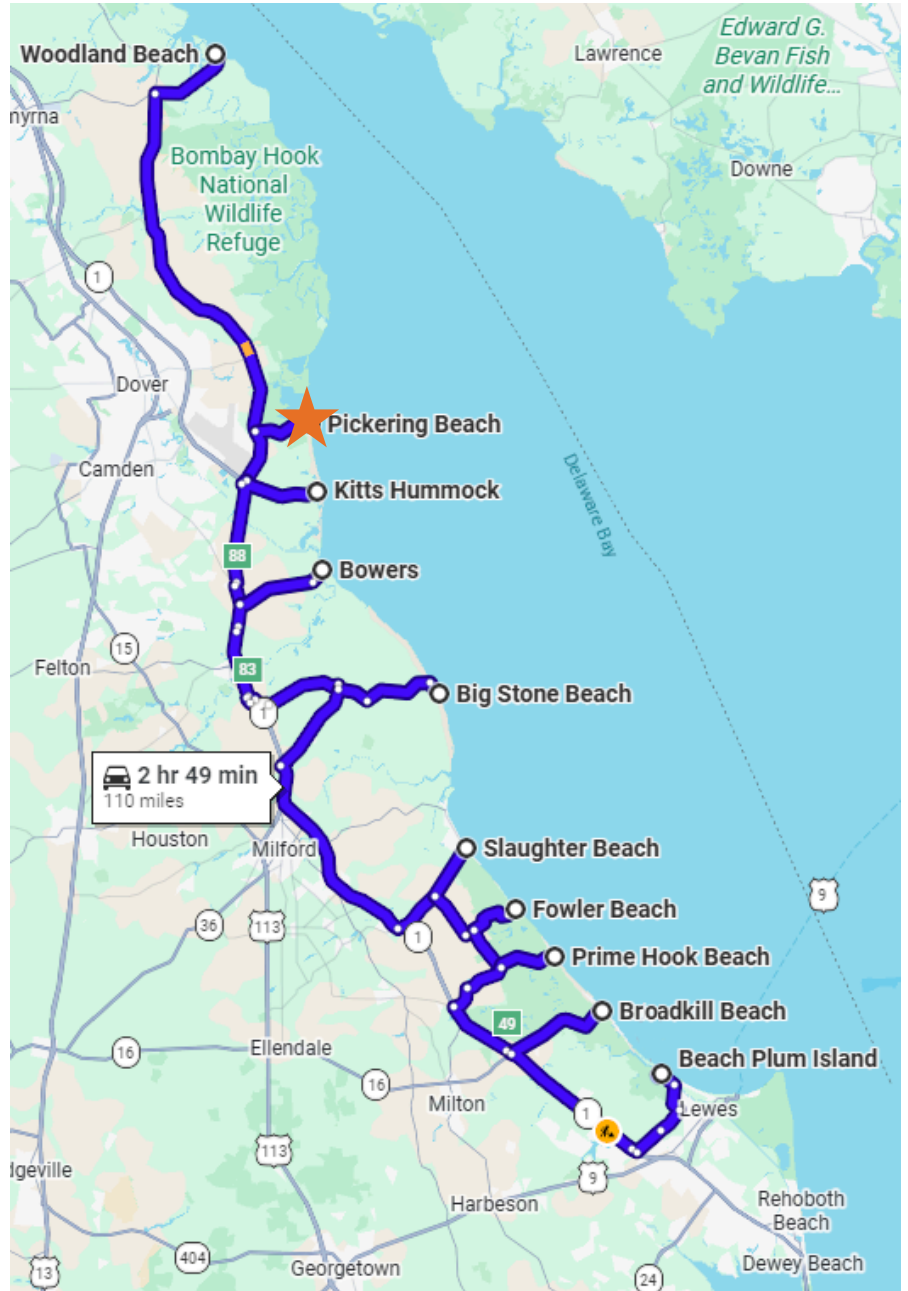 Woodland Beach
Lawrence
Edward G.
Bevan Fish
and Wildlife...
myrna
Bombay Hook
National
Wildlife
Refuge
Downe
1
Dover
Pickering Beach
Camden
Kitts Hummock
Delaware Bay
88
Bowers
15
Felton
83
Big Stone Beach
1
2 hr 49 min
110 miles
Houston
Milford
Slaughter Beach
9
Fowler Beach
36
113
1
Prime Hook Beach
Broadkill Beach
49
Ellendale
16
Beach Plum Island
16
Milton
Lewes
1
113
dgeville
9
Harbeson
Rehoboth
Beach
404
Georgetown
Dewey Beach
13
24